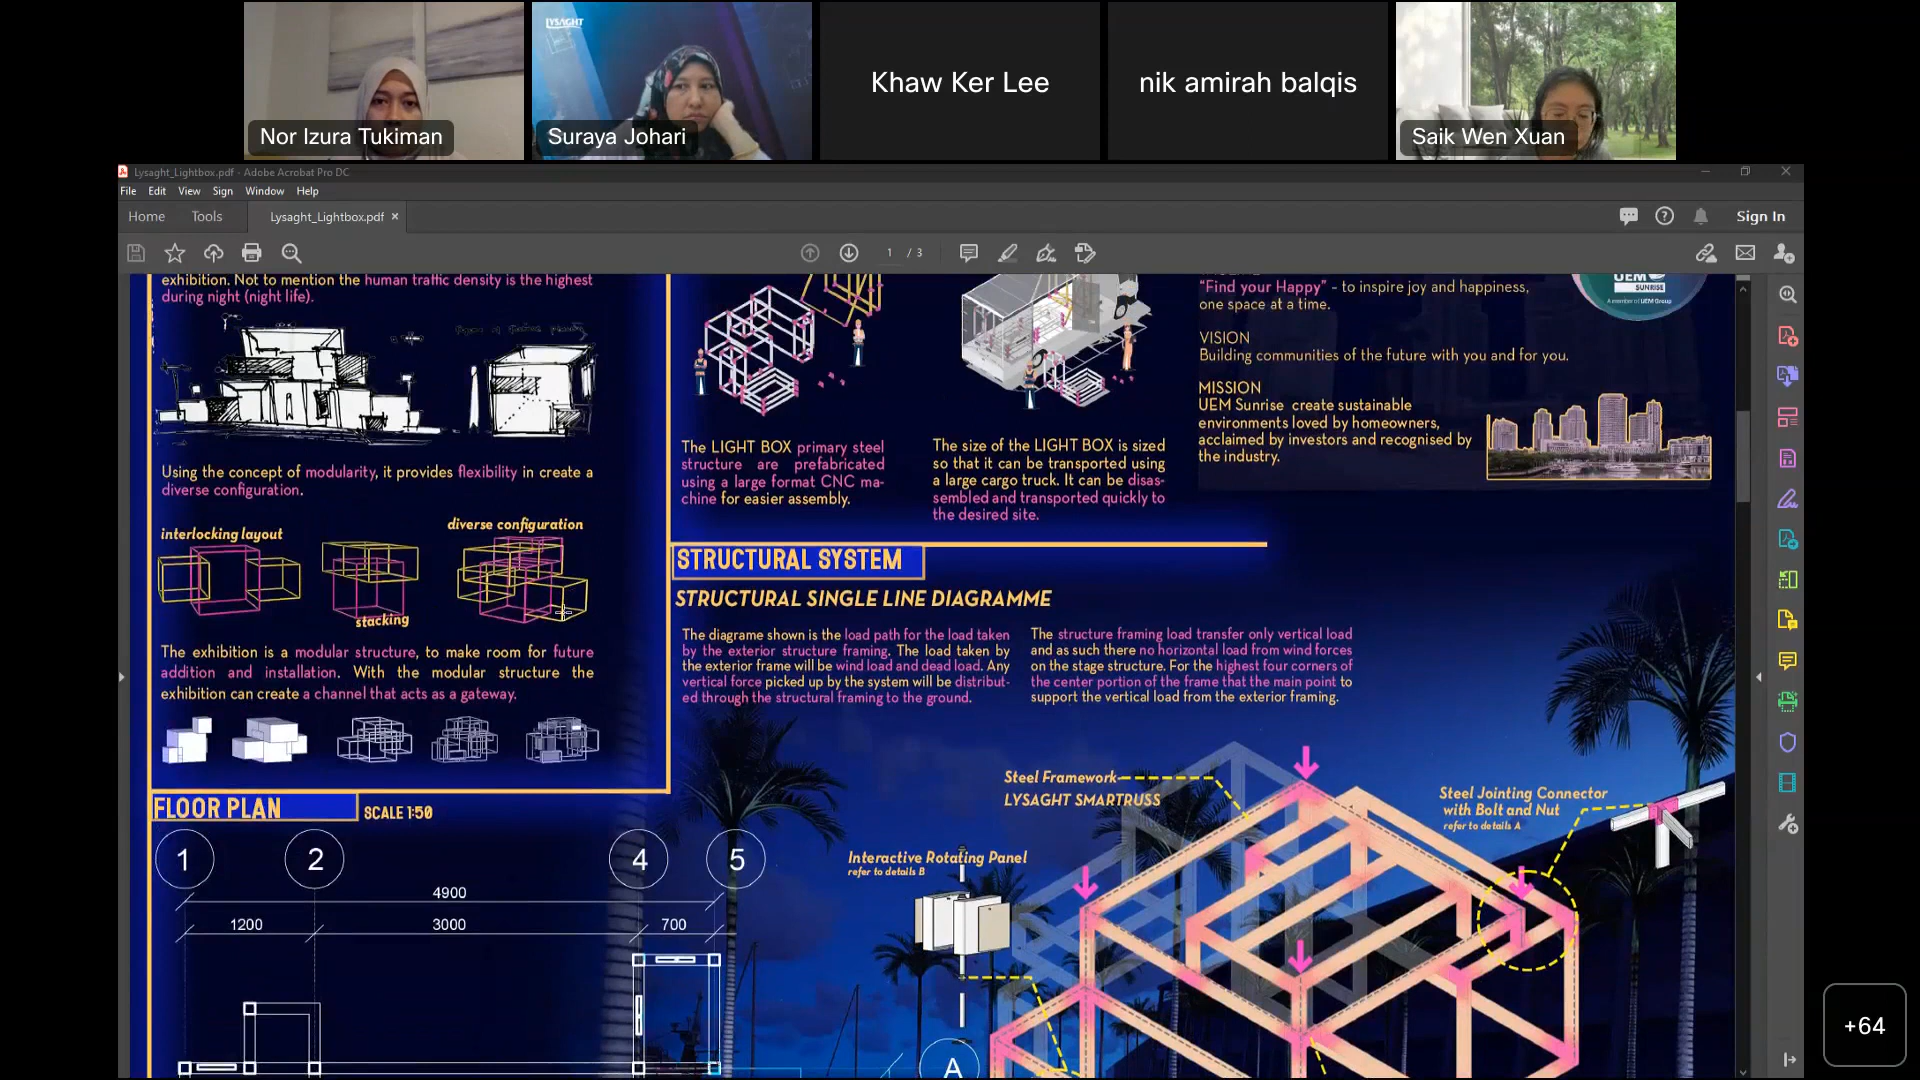 LYSAGHT
Nor Izura Tukiman
Suraya Johari
Khaw Ker Lee
nik amirah balqis
Saik Wen Xuan
Lysaght_Lightbox.pdf - Adobe Acrobat Pro DC
File Edit View Sign Window Help
Home Tools Lysaght_Lightbox.pdf × Sign In
1 / 3
exhibition. Not to mention the human traffic density is the highest
during night (night life).
Using the concept of modularity, it provides flexibility in create a
diverse configuration.
interlocking layout
diverse configuration
stacking
The exhibition is a modular structure, to make room for future
addition and installation. With the modular structure the
exhibition can create a channel that acts as a gateway.
FLOOR PLAN SCALE 1:50
1 2 4 5
4900
1200 3000 700
The LIGHT BOX primary steel
structure are prefabricated
using a large format CNC ma-
chine for easier assembly.
The size of the LIGHT BOX is sized
so that it can be transported using
a large cargo truck. It can be disas-
sembled and transported quickly to
the desired site.
"Find your Happy" - to inspire joy and happiness,
one space at a time.
VISION
Building communities of the future with you and for you.
MISSION
UEM Sunrise create sustainable
environments loved by homeowners,
acclaimed by investors and recognised by
the industry.
UEM
SUNRISE
A member of UEM Group
STRUCTURAL SYSTEM
STRUCTURAL SINGLE LINE DIAGRAMME
The diagrame shown is the load path for the load taken
by the exterior structure framing. The load taken by
the exterior frame will be wind load and dead load. Any
vertical force picked up by the system will be distribut-
ed through the structural framing to the ground.
The structure framing load transfer only vertical load
and as such there no horizontal load from wind forces
on the stage structure. For the highest four corners of
the center portion of the frame that the main point to
support the vertical load from the exterior framing.
Steel Framework
LYSAGHT SMARTRUSS
Steel Jointing Connector
with Bolt and Nut
refer to details A
Interactive Rotating Panel
refer to details B
A
+64